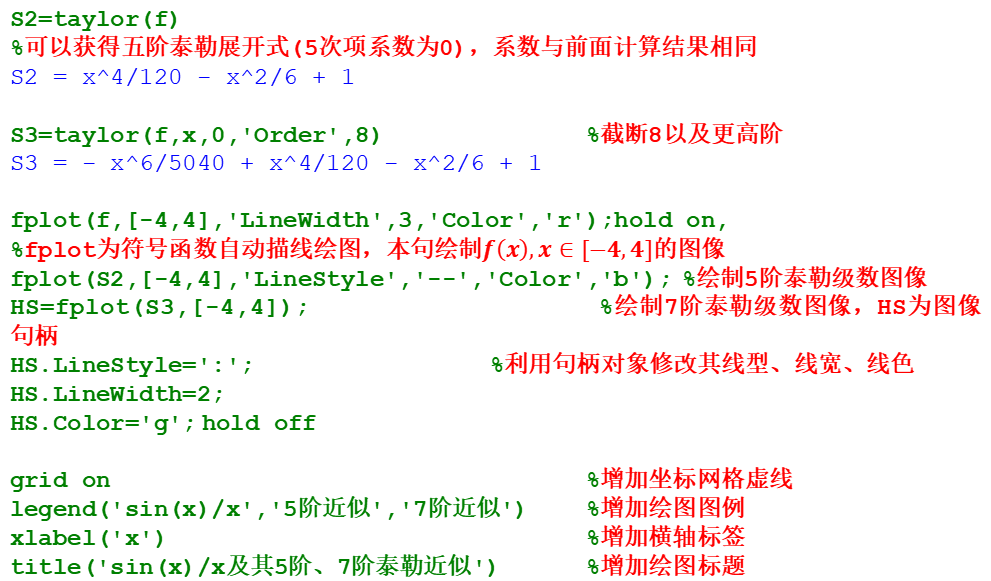 S2=taylor(f)
%可以获得五阶泰勒展开式(5次项系数为0)，系数与前面计算结果相同
S2 = x^4/120 - x^2/6 + 1
S3=taylor(f,x,0,'Order',8) %截断8以及更高阶
S3 = - x^6/5040 + x^4/120 - x^2/6 + 1
fplot(f,[-4,4],'LineWidth',3,'Color','r');hold on,
%fplot为符号函数自动描线绘图，本句绘制f(x),x∈[−4,4]的图像
fplot(S2,[-4,4],'LineStyle','--','Color','b'); %绘制5阶泰勒级数图像
HS=fplot(S3,[-4,4]); %绘制7阶泰勒级数图像，HS为图像
句柄
HS.LineStyle=':'; %利用句柄对象修改其线型、线宽、线色
HS.LineWidth=2;
HS.Color='g';hold off
grid on %增加坐标网格虚线
legend('sin(x)/x','5阶近似','7阶近似') %增加绘图图例
xlabel('x') %增加横轴标签
title('sin(x)/x及其5阶、7阶泰勒近似') %增加绘图标题